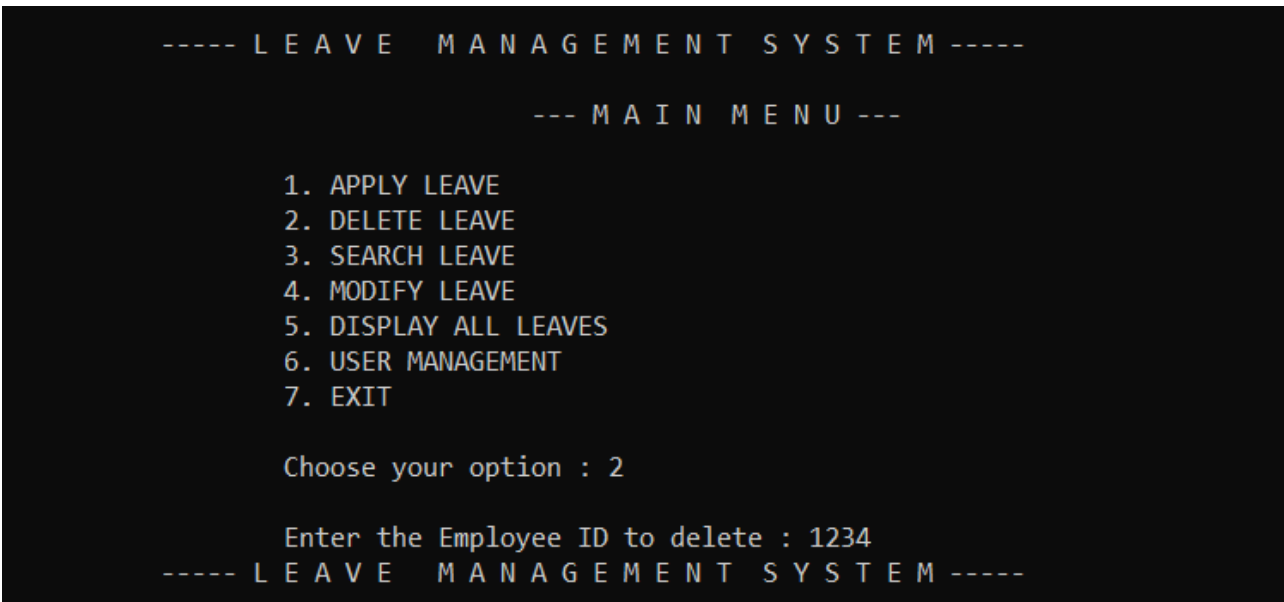 ----- L E A V E   M A N A G E M E N T  S Y S T E M -----
--- M A I N  M E N U ---
1. APPLY LEAVE
2. DELETE LEAVE
3. SEARCH LEAVE
4. MODIFY LEAVE
5. DISPLAY ALL LEAVES
6. USER MANAGEMENT
7. EXIT
Choose your option : 2
Enter the Employee ID to delete : 1234
----- L E A V E   M A N A G E M E N T  S Y S T E M -----